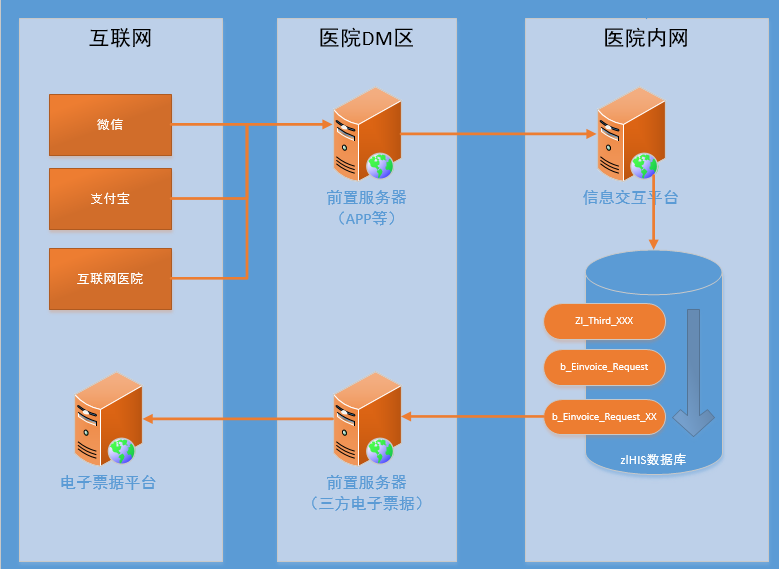 互联网
医院DM区
医院内网
微信
支付宝
互联网医院
前置服务器
（APP等）
信息交互平台
Zl_Third_XXX
b_Einvoice_Request
b_Einvoice_Request_XX
zlHIS数据库
电子票据平台
前置服务器
（三方电子票据）